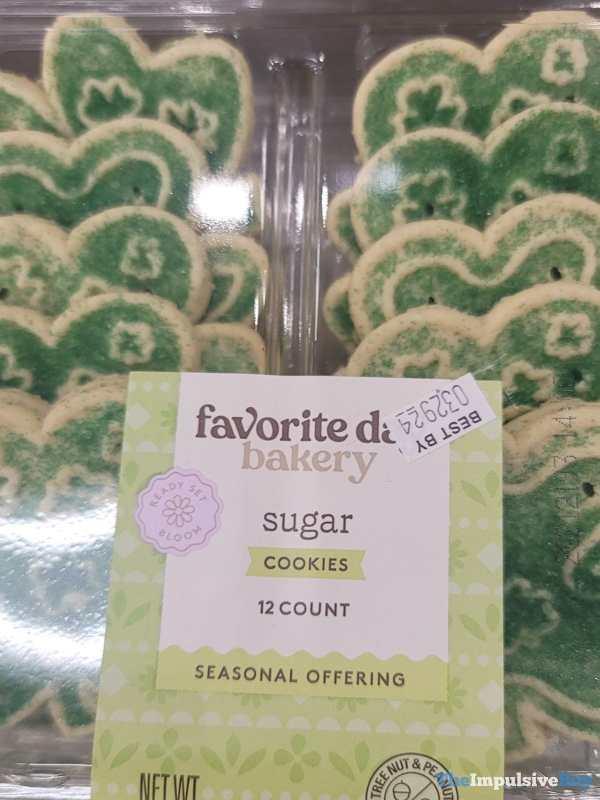 favorite da
bakery
BEST BY
032924
READY SET
BLOOM
sugar
COOKIES
12 COUNT
SEASONAL OFFERING
NET WT
TREE NUT & PEANUT
TheImpulsiveBuy